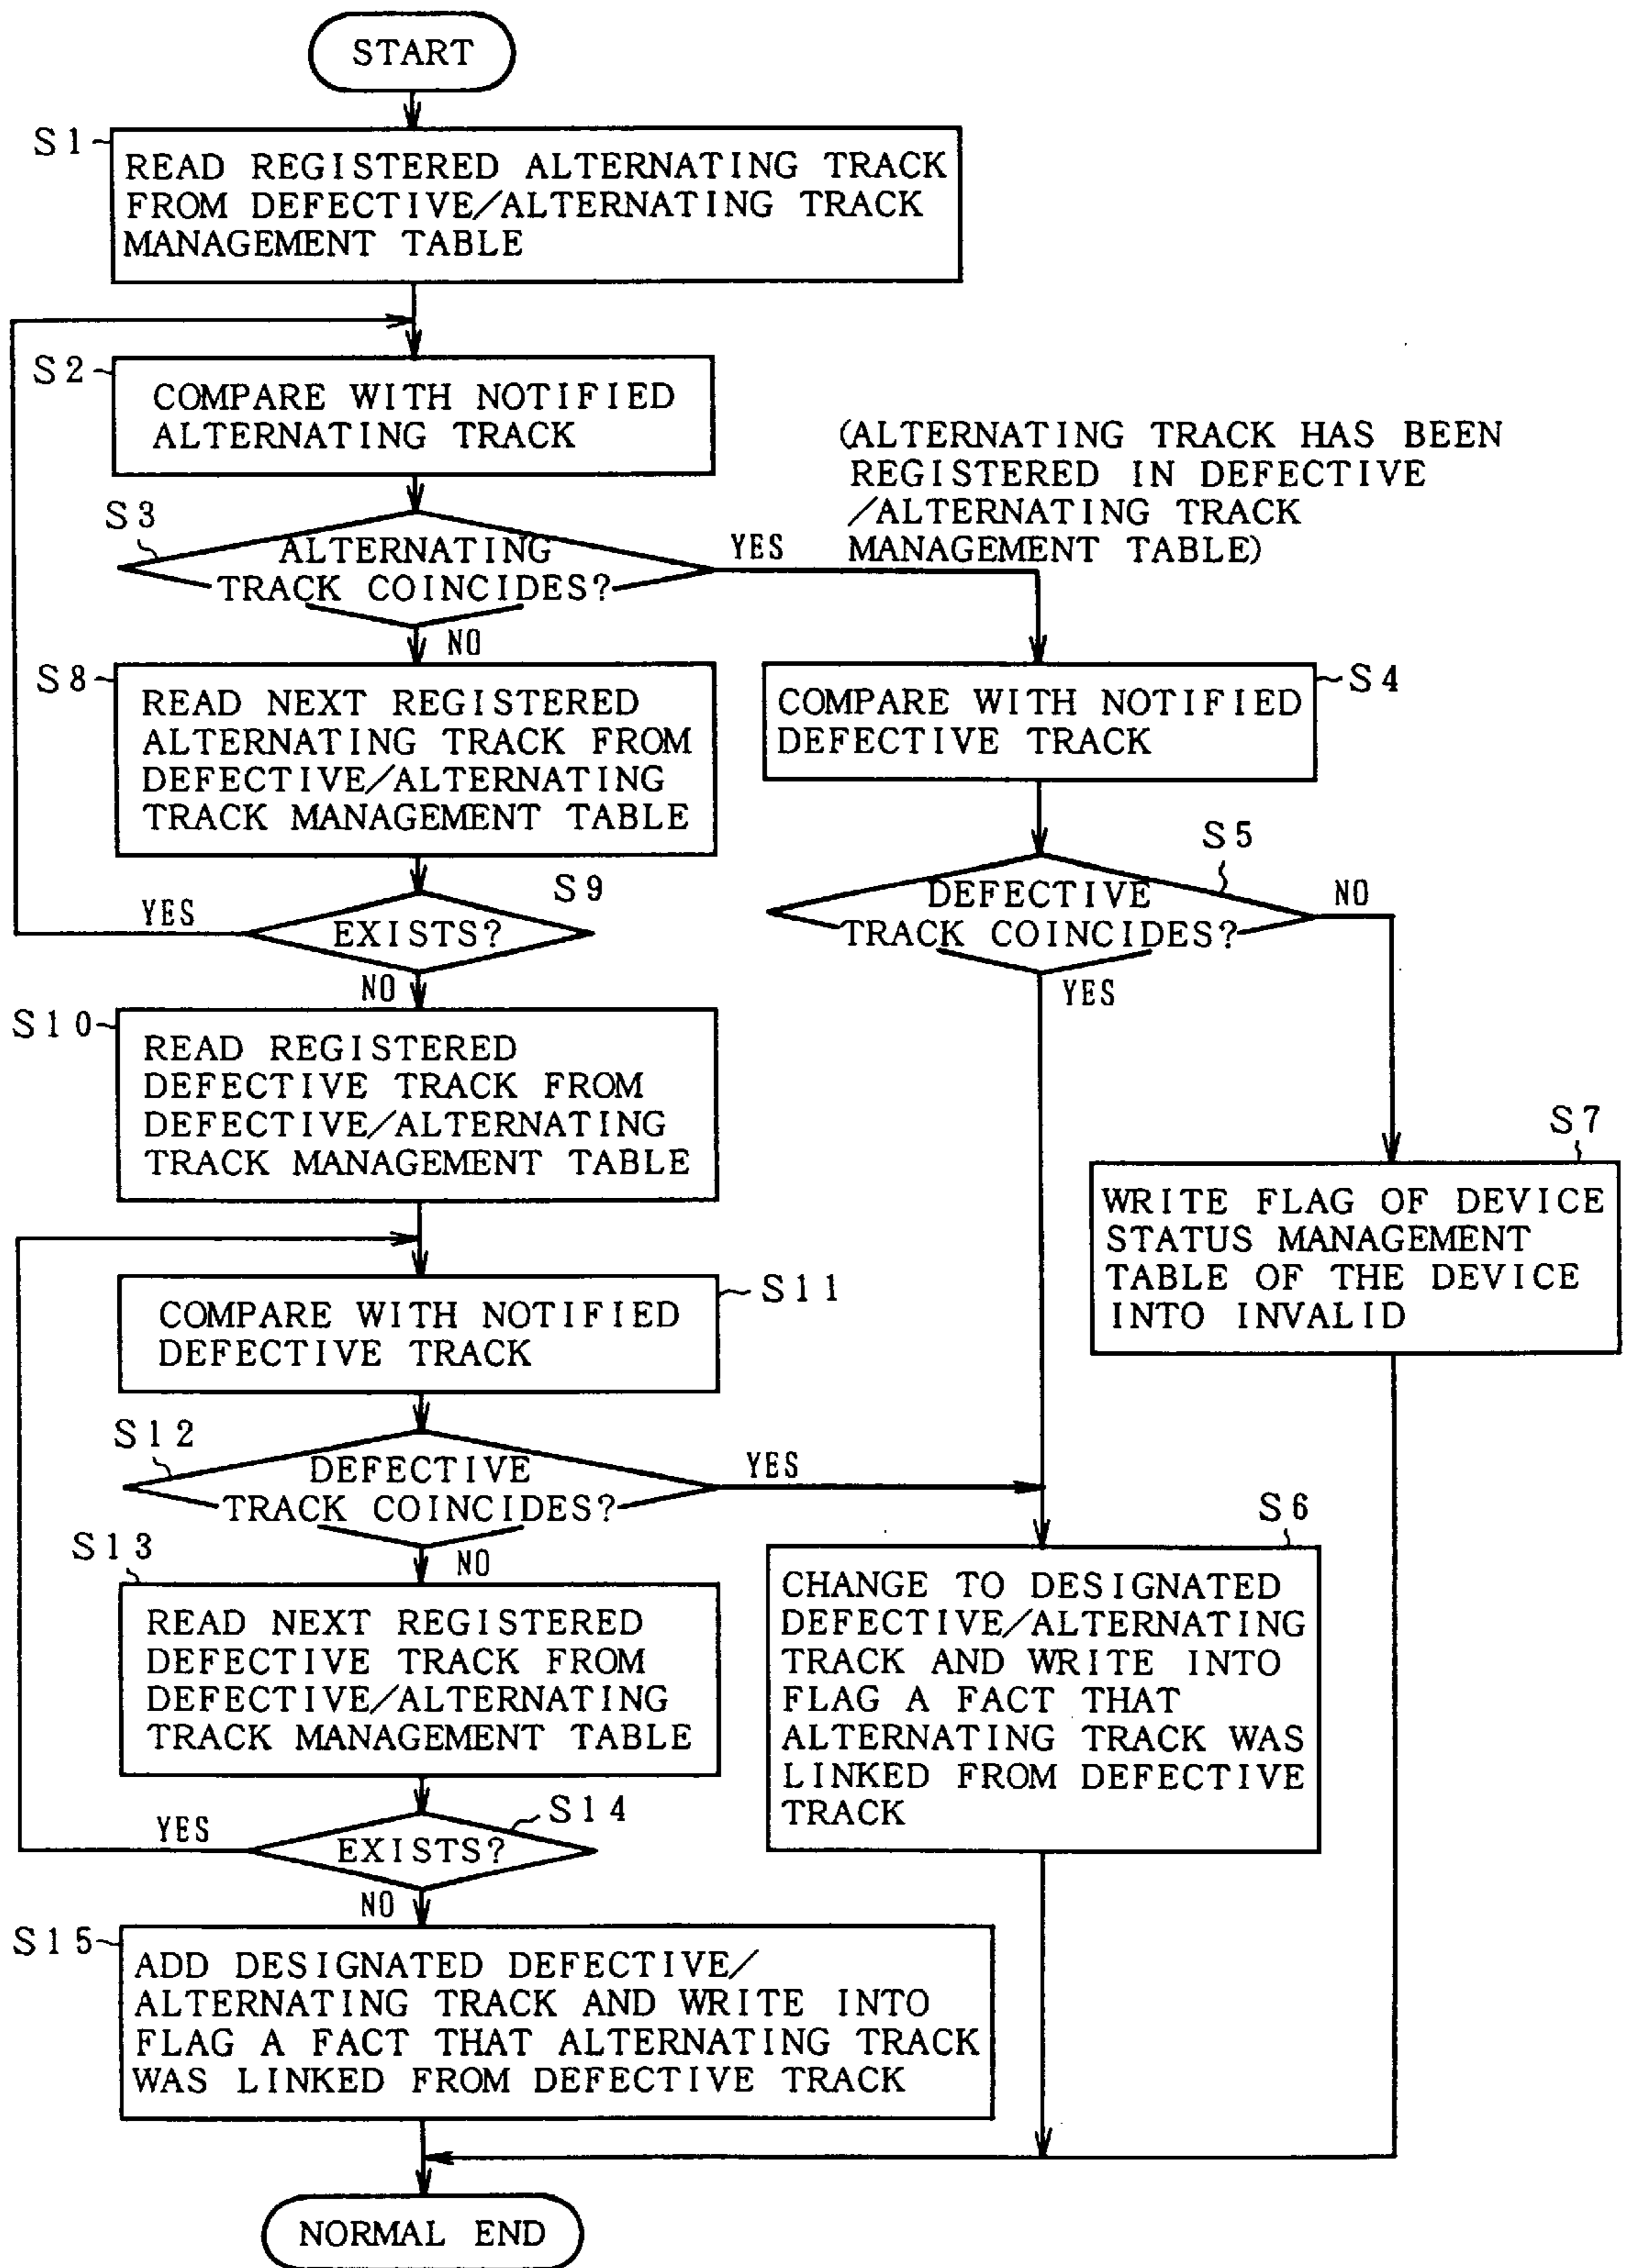 START
S1
READ REGISTERED ALTERNATING TRACK
FROM DEFECTIVE/ALTERNATING TRACK
MANAGEMENT TABLE
S2
COMPARE WITH NOTIFIED
ALTERNATING TRACK
(ALTERNATING TRACK HAS BEEN
REGISTERED IN DEFECTIVE
/ALTERNATING TRACK
MANAGEMENT TABLE)
S3
ALTERNATING
TRACK COINCIDES?
YES
NO
S8
READ NEXT REGISTERED
ALTERNATING TRACK FROM
DEFECTIVE/ALTERNATING
TRACK MANAGEMENT TABLE
S4
COMPARE WITH NOTIFIED
DEFECTIVE TRACK
S5
DEFECTIVE
TRACK COINCIDES?
NO
YES
S9
EXISTS?
YES
NO
S10
READ REGISTERED
DEFECTIVE TRACK FROM
DEFECTIVE/ALTERNATING
TRACK MANAGEMENT TABLE
S7
WRITE FLAG OF DEVICE
STATUS MANAGEMENT
TABLE OF THE DEVICE
INTO INVALID
S11
COMPARE WITH NOTIFIED
DEFECTIVE TRACK
S12
DEFECTIVE
TRACK COINCIDES?
YES
NO
S6
CHANGE TO DESIGNATED
DEFECTIVE/ALTERNATING
TRACK AND WRITE INTO
FLAG A FACT THAT
ALTERNATING TRACK WAS
LINKED FROM DEFECTIVE
TRACK
S13
READ NEXT REGISTERED
DEFECTIVE TRACK FROM
DEFECTIVE/ALTERNATING
TRACK MANAGEMENT TABLE
S14
EXISTS?
YES
NO
S15
ADD DESIGNATED DEFECTIVE/
ALTERNATING TRACK AND WRITE INTO
FLAG A FACT THAT ALTERNATING TRACK
WAS LINKED FROM DEFECTIVE TRACK
NORMAL END